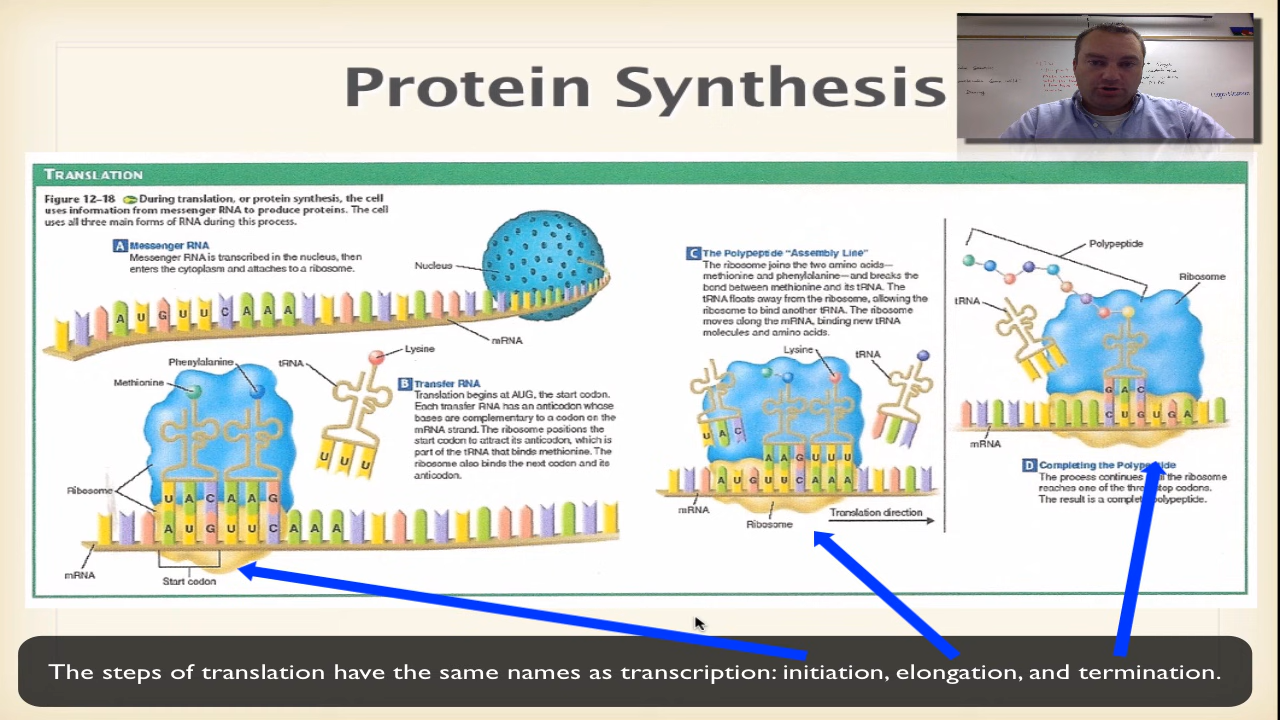 Protein Synthesis
TRANSLATION
Figure 12–18 During translation, or protein synthesis, the cell
uses information from messenger RNA to produce proteins. The cell
uses all three main forms of RNA during this process.
A Messenger RNA
Messenger RNA is transcribed in the nucleus, then
enters the cytoplasm and attaches to a ribosome.
Nucleus
A U G U U C A A A
mRNA
Phenylalanine
Methionine
tRNA
Lysine
U U U
B Transfer RNA
Translation begins at AUG, the start codon.
Each transfer RNA has an anticodon whose
bases are complementary to a codon on the
mRNA strand. The ribosome positions the
start codon to attract its anticodon, which is
part of the tRNA that binds methionine. The
ribosome also binds the next codon and its
anticodon.
Ribosome
U A C A A G
A U G U U C A A A
mRNA
Start codon
C The Polypeptide “Assembly Line”
The ribosome joins the two amino acids—
methionine and phenylalanine—and breaks the
bond between methionine and its tRNA. The
tRNA floats away from the ribosome, allowing the
ribosome to bind another tRNA. The ribosome
moves along the mRNA, binding new tRNA
molecules and amino acids.
Lysine
tRNA
U A C
A A G U U U
A U G U U C A A A
mRNA
Ribosome
Translation direction
Polypeptide
Ribosome
tRNA
G A C
C U G U G A
mRNA
D Completing the
The process continues the ribosome
reaches one of the stop codons.
The result is a polypeptide.
The steps of translation have the same names as transcription: initiation, elongation, and termination.